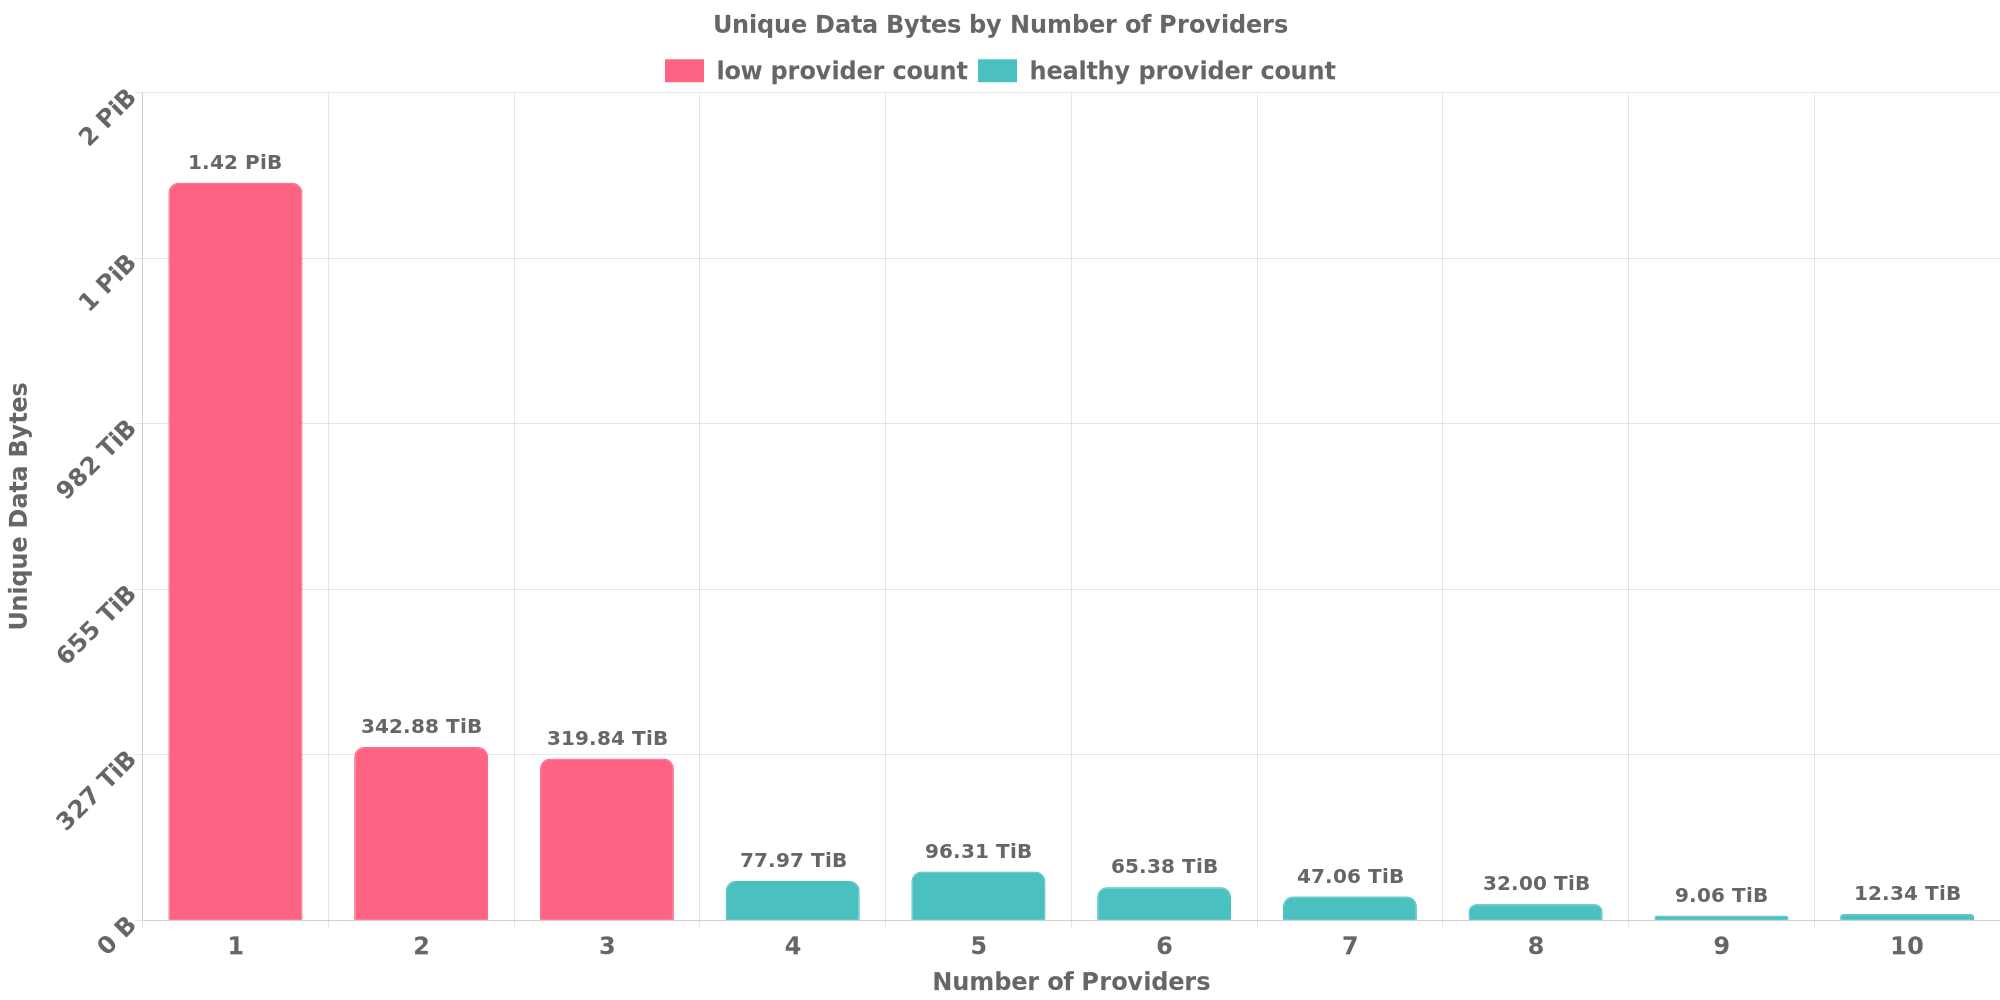 Unique Data Bytes by Number of Providers
low provider count
healthy provider count
Unique Data Bytes
2 PiB
1 PiB
982 TiB
655 TiB
327 TiB
0 B
1.42 PiB
342.88 TiB
319.84 TiB
77.97 TiB
96.31 TiB
65.38 TiB
47.06 TiB
32.00 TiB
9.06 TiB
12.34 TiB
1 2 3 4 5 6 7 8 9 10
Number of Providers